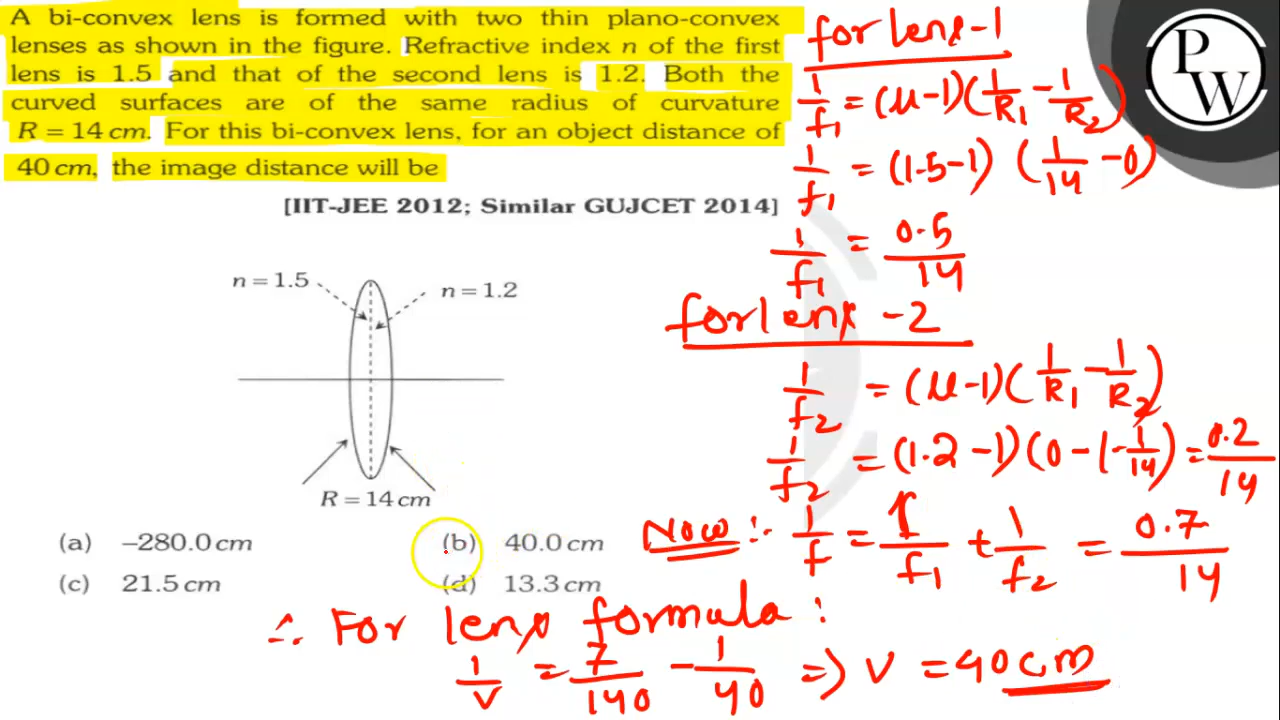 A bi-convex lens is formed with two thin plano-convex
lenses as shown in the figure. Refractive index n of the first
lens is 1.5 and that of the second lens is 1.2. Both the
curved surfaces are of the same radius of curvature
R = 14 cm. For this bi-convex lens, for an object distance of
40 cm, the image distance will be
[IIT-JEE 2012; Similar GUJCET 2014]
n = 1.5
n = 1.2
R = 14 cm
(a) –280.0 cm
(b) 40.0 cm
(c) 21.5 cm
(d) 13.3 cm
for lens-1
1/f1 = (μ-1)(1/R1 - 1/R2)
1/f1 = (1.5-1) (1/14 - 0)
1/f1 = 0.5/14
for lens -2
1/f2 = (μ-1)(1/R1 - 1/R2)
1/f2 = (1.2-1)(0-(-1/14) = 0.2/14
Now :- 1/f = 1/f1 + 1/f2 = 0.7/14
∴ For lens formula :
1/v = 7/140 - 1/40 => v = 40 cm
PW